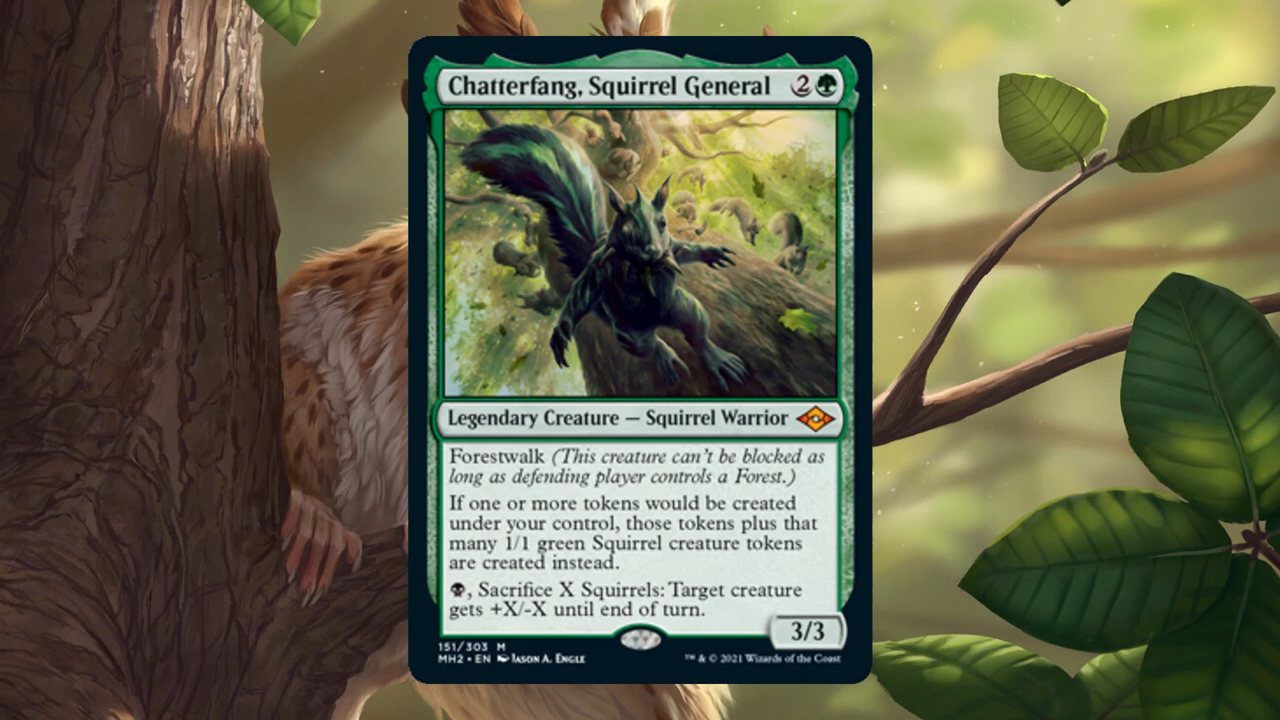 Chatterfang, Squirrel General 2
Legendary Creature — Squirrel Warrior
Forestwalk (This creature can't be blocked as
long as defending player controls a Forest.)
If one or more tokens would be created
under your control, those tokens plus that
many 1/1 green Squirrel creature tokens
are created instead.
, Sacrifice X Squirrels: Target creature
gets +X/-X until end of turn.
3/3
151/303 M
MH2 • EN Jason A. Engle
™ & © 2021 Wizards of the Coast